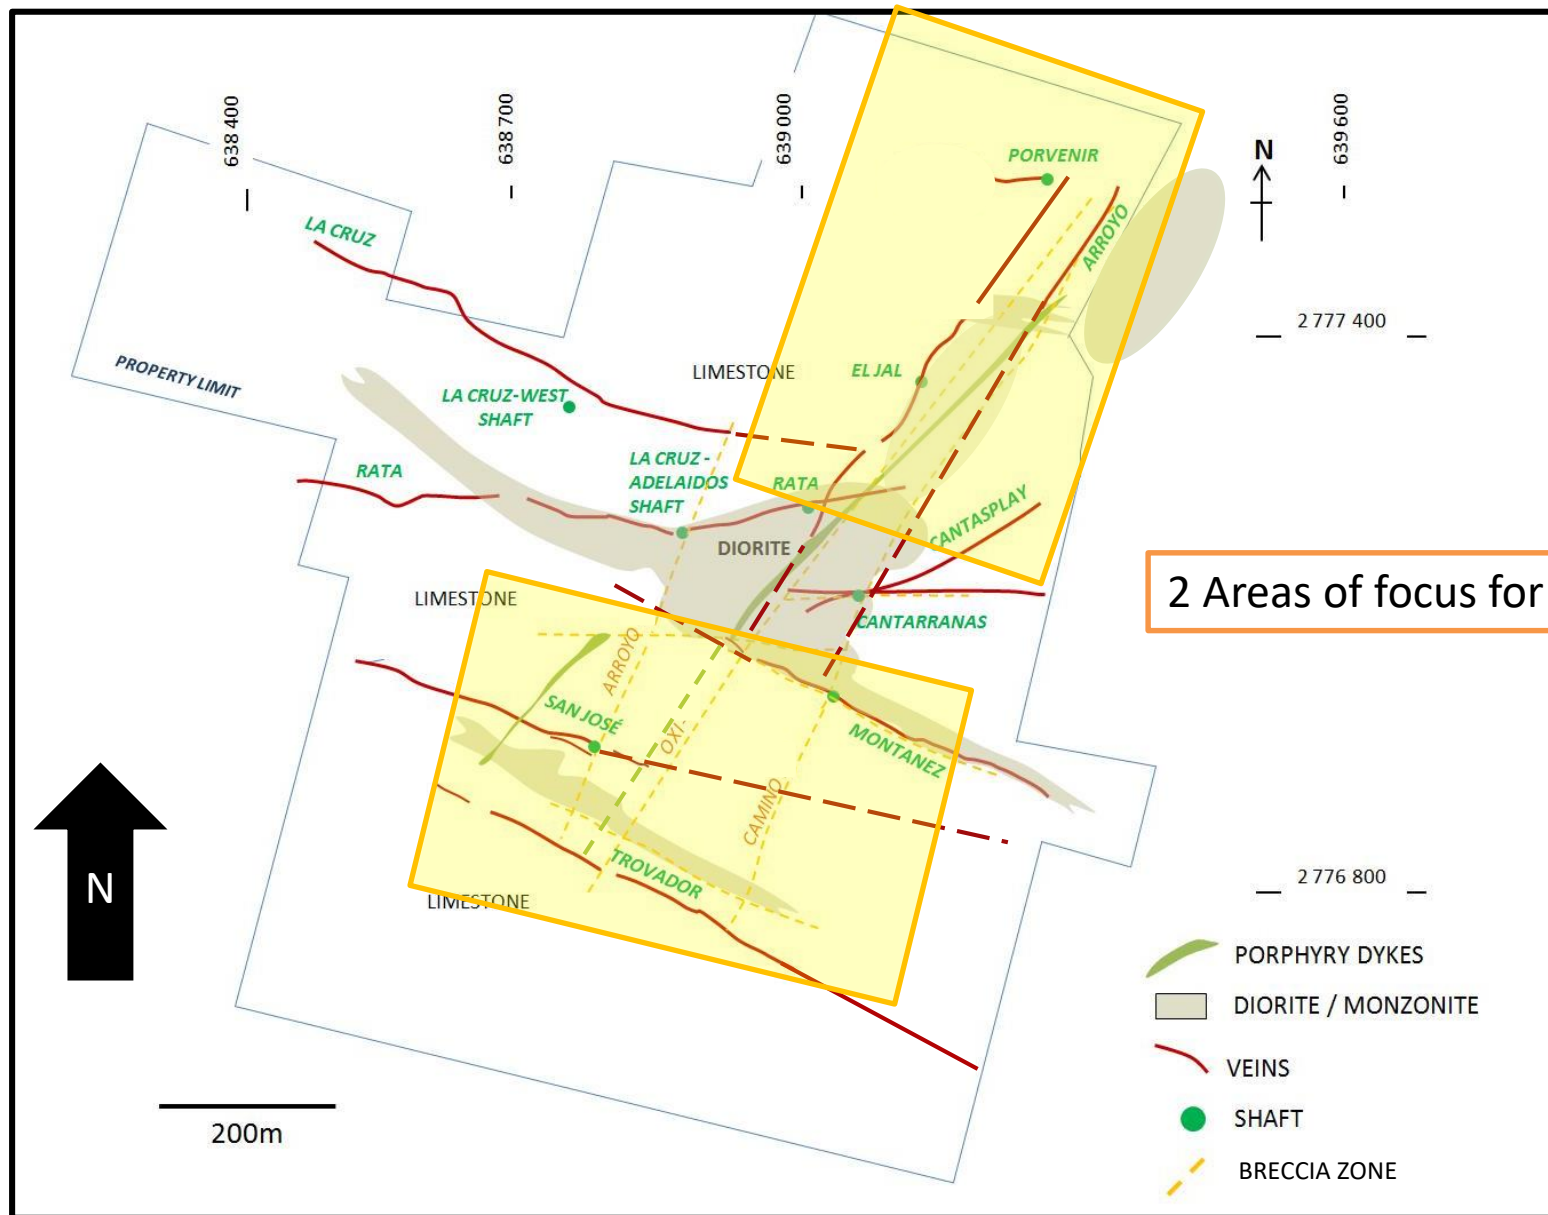 638 400
638 700
639 000
639 600
N
PORVENIR
ARROYO
LA CRUZ
2 777 400
PROPERTY LIMIT
LIMESTONE
EL JAL
LA CRUZ-WEST
SHAFT
RATA
LA CRUZ -
ADELAIDOS
SHAFT
RATA
CANTASPLAY
DIORITE
LIMESTONE
CANTARRANAS
2 Areas of focus for
ARROYO
SAN JOSÉ
OXI-
MONTANEZ
CAMINO
TROVADOR
LIMESTONE
N
2 776 800
PORPHYRY DYKES
DIORITE / MONZONITE
VEINS
SHAFT
BRECCIA ZONE
200m